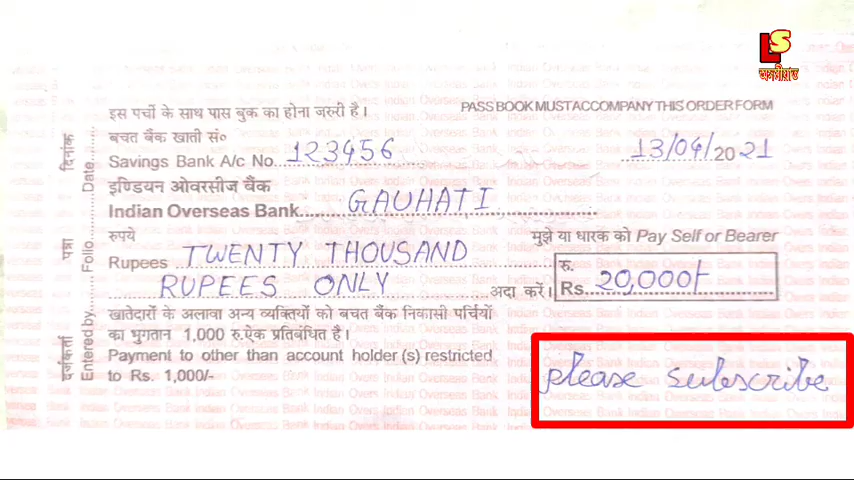 LS
অসমীয়াত
इस पर्ची के साथ पास बुक का होना जरुरी है।
PASS BOOK MUST ACCOMPANY THIS ORDER FORM
बचत बैंक खाती सं०
Savings Bank A/c No. 123456
13/04/2021
इण्डियन ओवरसीज बैंक
Indian Overseas Bank GAUHATI
रुपये
मुझे या धारक को Pay Self or Bearer
Rupees TWENTY THOUSAND
RUPEES ONLY अदा करें।
रु.
Rs. 20,000/-
खातेदारों के अलावा अन्य व्यक्तियों को बचत बैंक निकासी पर्चियों
का भुगतान 1,000 रु.ऐक प्रतिबंधित है।
Payment to other than account holder (s) restricted
to Rs. 1,000/-
please subscribe
दिनांक
Date
पन्ना
Folio
दर्जकर्ता
Entered by